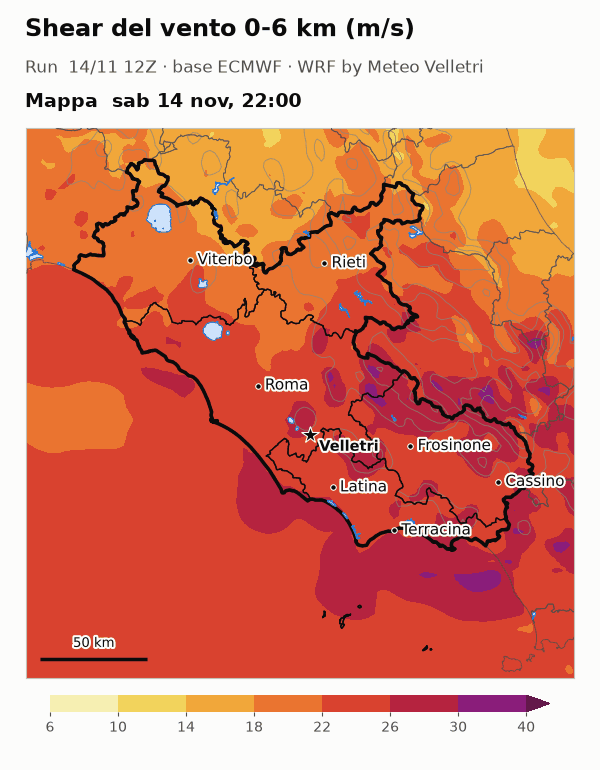 Shear del vento 0-6 km (m/s)
Run  14/11 12Z · base ECMWF · WRF by Meteo Velletri
Mappa  sab 14 nov, 22:00
Viterbo
Rieti
Roma
Velletri
Frosinone
Latina
Cassino
Terracina
50 km
6 10 14 18 22 26 30 40